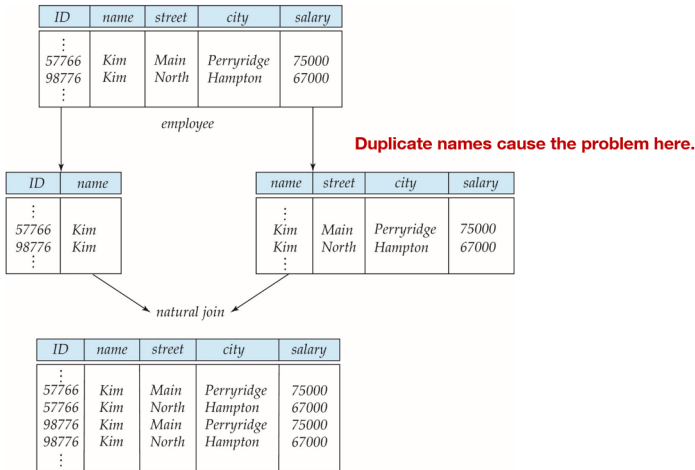 ID name street city salary
⋮
57766 Kim Main Perryridge 75000
98776 Kim North Hampton 67000
⋮
employee
Duplicate names cause the problem here.
ID name
⋮
57766 Kim
98776 Kim
⋮
name street city salary
⋮
Kim Main Perryridge 75000
Kim North Hampton 67000
⋮
natural join
ID name street city salary
⋮
57766 Kim Main Perryridge 75000
57766 Kim North Hampton 67000
98776 Kim Main Perryridge 75000
98776 Kim North Hampton 67000
⋮